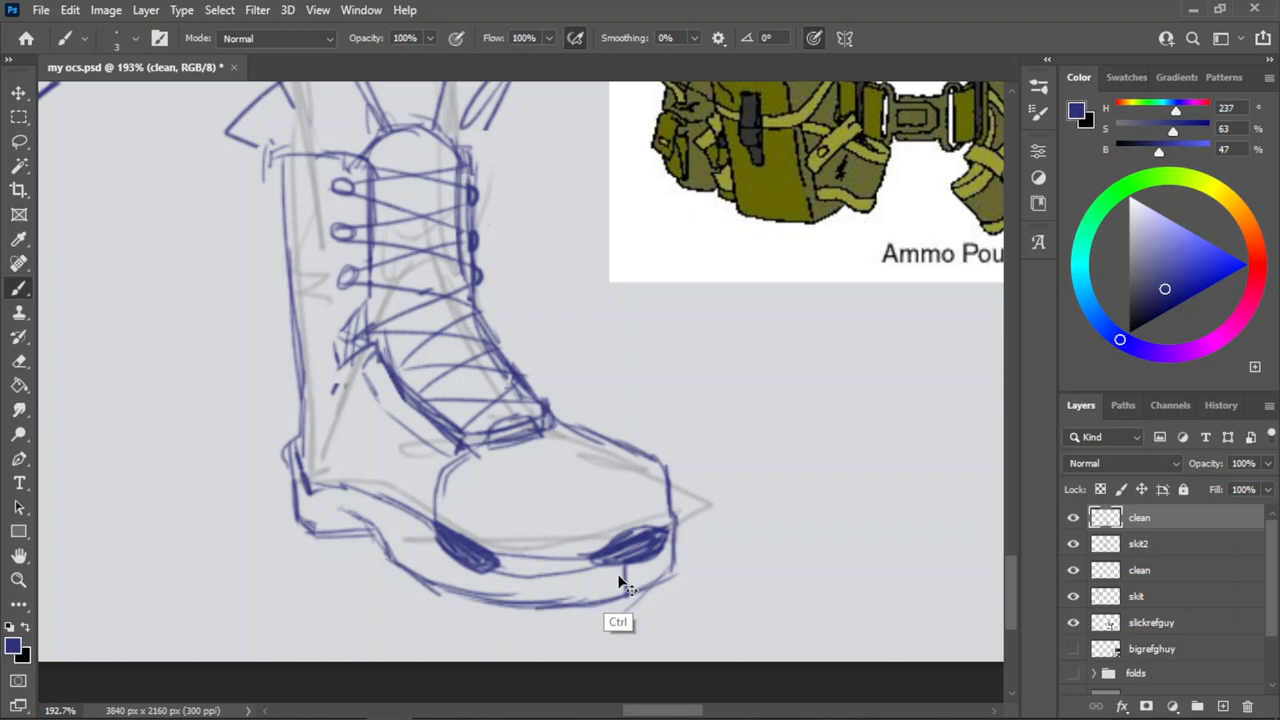 Ps File Edit Image Layer Type Select Filter 3D View Window Help
3 Mode: Normal Opacity: 100% Flow: 100% Smoothing: 0% 0°
my ocs.psd @ 193% (clean, RGB/8) * ×
Color Swatches Gradients Patterns
H 237 °
S 63 %
B 47 %
Ammo Pou
Ctrl
Layers Paths Channels History
Kind
Normal Opacity: 100%
Lock: Fill: 100%
clean
skit2
clean
skit
slickrefguy
bigrefghuy
folds
192.7% 3840 px x 2160 px (300 ppi)